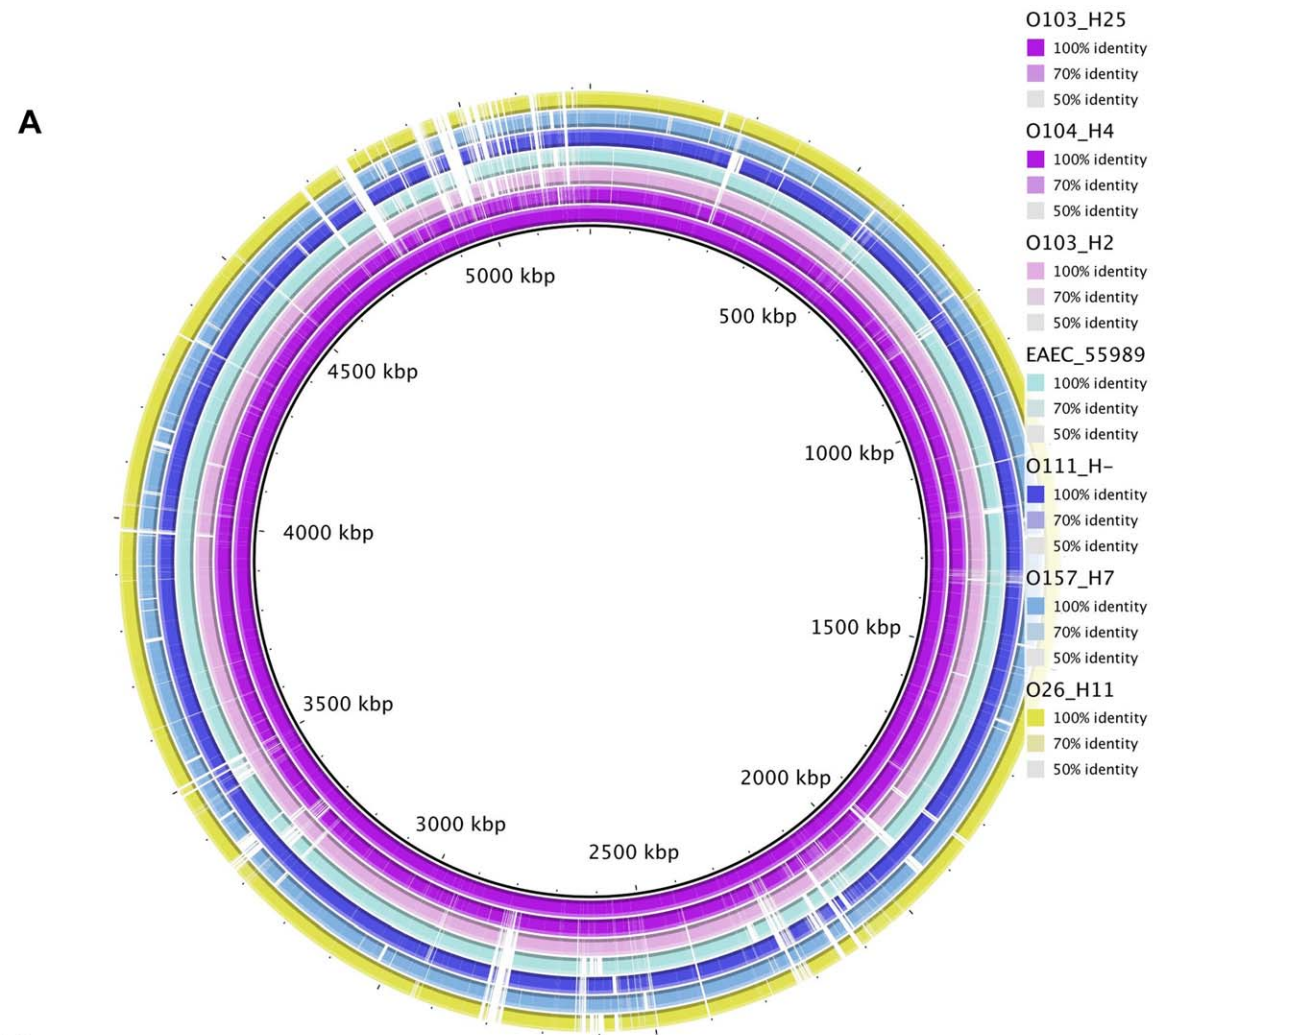 A
O103_H25
100% identity
70% identity
50% identity
O104_H4
100% identity
70% identity
50% identity
O103_H2
100% identity
70% identity
50% identity
EAEC_55989
100% identity
70% identity
50% identity
O111_H−
100% identity
70% identity
50% identity
O157_H7
100% identity
70% identity
50% identity
O26_H11
100% identity
70% identity
50% identity
5000 kbp
500 kbp
4500 kbp
1000 kbp
4000 kbp
1500 kbp
3500 kbp
2000 kbp
3000 kbp
2500 kbp